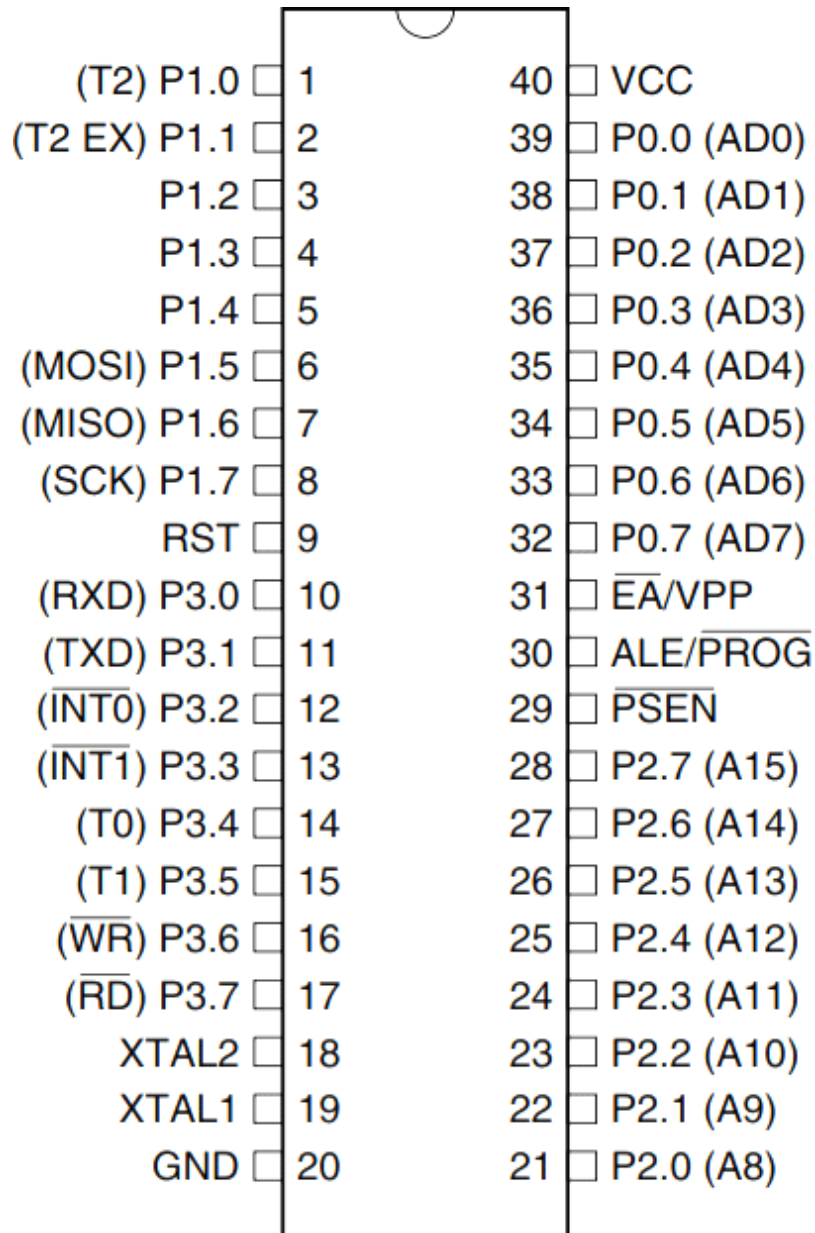 (T2) P1.0 1 40 VCC
(T2 EX) P1.1 2 39 P0.0 (AD0)
P1.2 3 38 P0.1 (AD1)
P1.3 4 37 P0.2 (AD2)
P1.4 5 36 P0.3 (AD3)
(MOSI) P1.5 6 35 P0.4 (AD4)
(MISO) P1.6 7 34 P0.5 (AD5)
(SCK) P1.7 8 33 P0.6 (AD6)
RST 9 32 P0.7 (AD7)
(RXD) P3.0 10 31 E̅A̅/VPP
(TXD) P3.1 11 30 ALE/P̅R̅O̅G̅
(I̅N̅T̅0̅) P3.2 12 29 P̅S̅E̅N̅
(I̅N̅T̅1̅) P3.3 13 28 P2.7 (A15)
(T0) P3.4 14 27 P2.6 (A14)
(T1) P3.5 15 26 P2.5 (A13)
(W̅R̅) P3.6 16 25 P2.4 (A12)
(R̅D̅) P3.7 17 24 P2.3 (A11)
XTAL2 18 23 P2.2 (A10)
XTAL1 19 22 P2.1 (A9)
GND 20 21 P2.0 (A8)